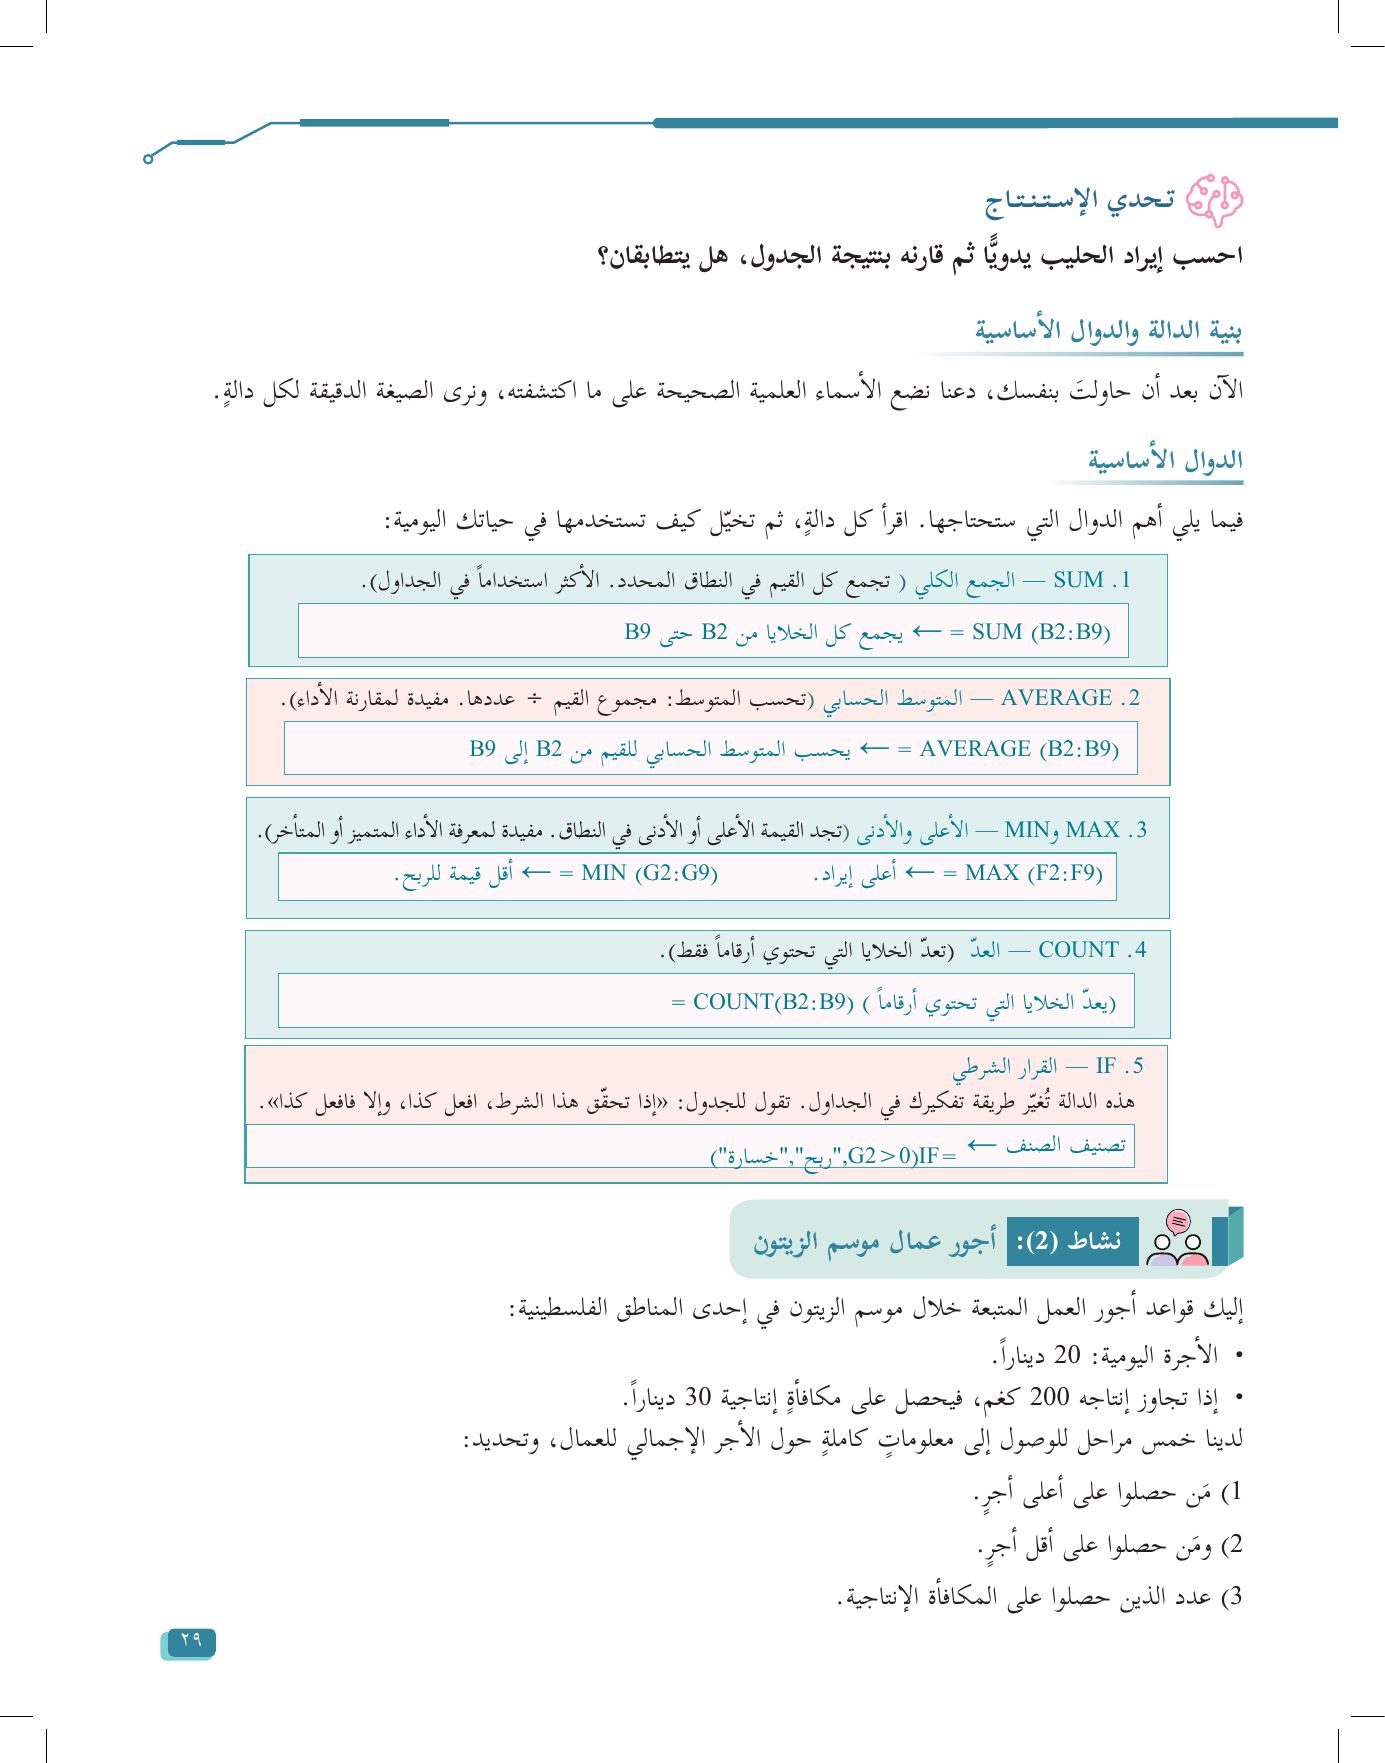 تحدي الإستنتاج
احسب إيراد الحليب يدويًّا ثم قارنه بنتيجة الجدول، هل يتطابقان؟
بنية الدالة والدوال الأساسية
الآن بعد أن حاولتَ بنفسك، دعنا نضع الأسماء العلمية الصحيحة على ما اكتشفته، ونرى الصيغة الدقيقة لكل دالةٍ.
الدوال الأساسية
فيما يلي أهم الدوال التي ستحتاجها. اقرأ كل دالةٍ، ثم تخيّل كيف تستخدمها في حياتك اليومية:
1. SUM — الجمع الكلي ( تجمع كل القيم في النطاق المحدد. الأكثر استخداماً في الجداول).
= SUM (B2:B9) ← يجمع كل الخلايا من B2 حتى B9
2. AVERAGE — المتوسط الحسابي (تحسب المتوسط: مجموع القيم ÷ عددها. مفيدة لمقارنة الأداء).
= AVERAGE (B2:B9) ← يحسب المتوسط الحسابي للقيم من B2 إلى B9
3. MAX وMIN — الأعلى والأدنى (تجد القيمة الأعلى أو الأدنى في النطاق. مفيدة لمعرفة الأداء المتميز أو المتأخر).
= MAX (F2:F9) ← أعلى إيراد. = MIN (G2:G9) ← أقل قيمة للربح.
4. COUNT — العدّ (تعدّ الخلايا التي تحتوي أرقاماً فقط).
= COUNT(B2:B9) (يعدّ الخلايا التي تحتوي أرقاماً )
5. IF — القرار الشرطي
هذه الدالة تُغيّر طريقة تفكيرك في الجداول. تقول للجدول: «إذا تحقّق هذا الشرط، افعل كذا، وإلا فافعل كذا».
تصنيف الصنف ← =IF(G2>0,"ربح","خسارة")
نشاط (2): أجور عمال موسم الزيتون
إليك قواعد أجور العمل المتبعة خلال موسم الزيتون في إحدى المناطق الفلسطينية:
• الأجرة اليومية: 20 ديناراً.
• إذا تجاوز إنتاجه 200 كغم، فيحصل على مكافأةٍ إنتاجية 30 ديناراً.
لدينا خمس مراحل للوصول إلى معلوماتٍ كاملةٍ حول الأجر الإجمالي للعمال، وتحديد:
1) مَن حصلوا على أعلى أجرٍ.
2) ومَن حصلوا على أقل أجرٍ.
3) عدد الذين حصلوا على المكافأة الإنتاجية.
٢٩